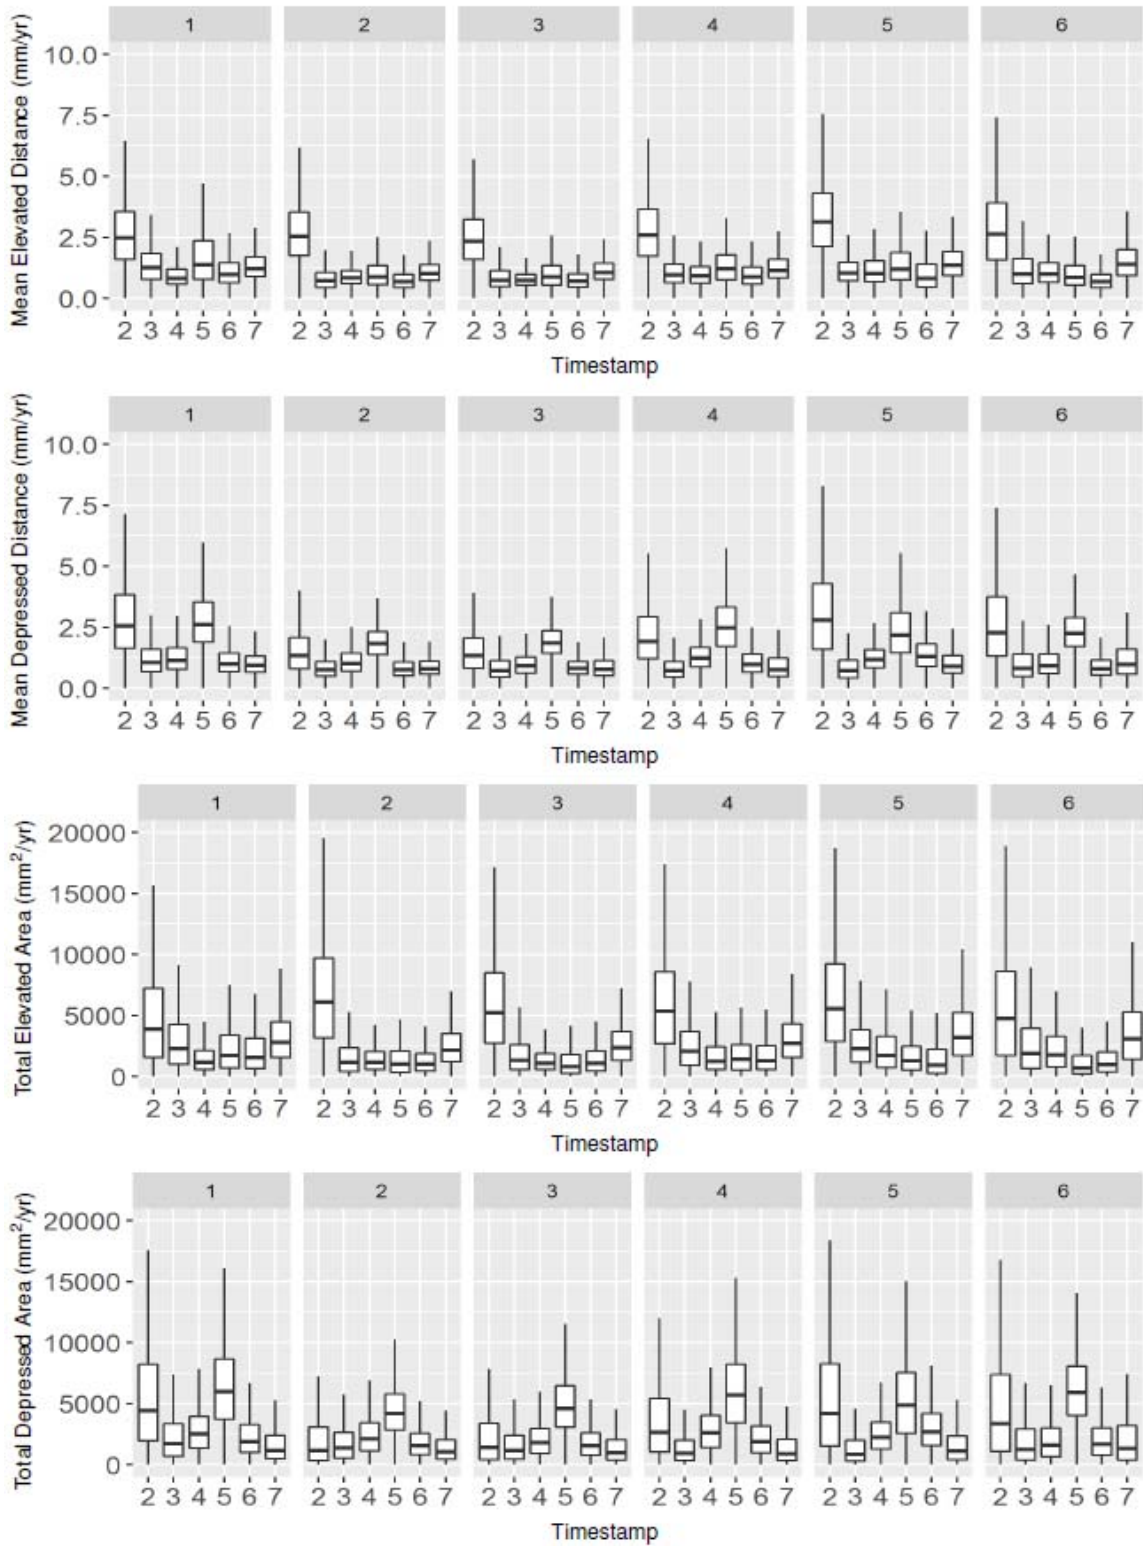 1 2 3 4 5 6
Mean Elevated Distance (mm/yr)
10.0
7.5
5.0
2.5
0.0
2 3 4 5 6 7 2 3 4 5 6 7 2 3 4 5 6 7 2 3 4 5 6 7 2 3 4 5 6 7 2 3 4 5 6 7
Timestamp
1 2 3 4 5 6
Mean Depressed Distance (mm/yr)
10.0
7.5
5.0
2.5
0.0
2 3 4 5 6 7 2 3 4 5 6 7 2 3 4 5 6 7 2 3 4 5 6 7 2 3 4 5 6 7 2 3 4 5 6 7
Timestamp
1 2 3 4 5 6
Total Elevated Area (mm²/yr)
20000
15000
10000
5000
0
2 3 4 5 6 7 2 3 4 5 6 7 2 3 4 5 6 7 2 3 4 5 6 7 2 3 4 5 6 7 2 3 4 5 6 7
Timestamp
1 2 3 4 5 6
Total Depressed Area (mm²/yr)
20000
15000
10000
5000
0
2 3 4 5 6 7 2 3 4 5 6 7 2 3 4 5 6 7 2 3 4 5 6 7 2 3 4 5 6 7 2 3 4 5 6 7
Timestamp